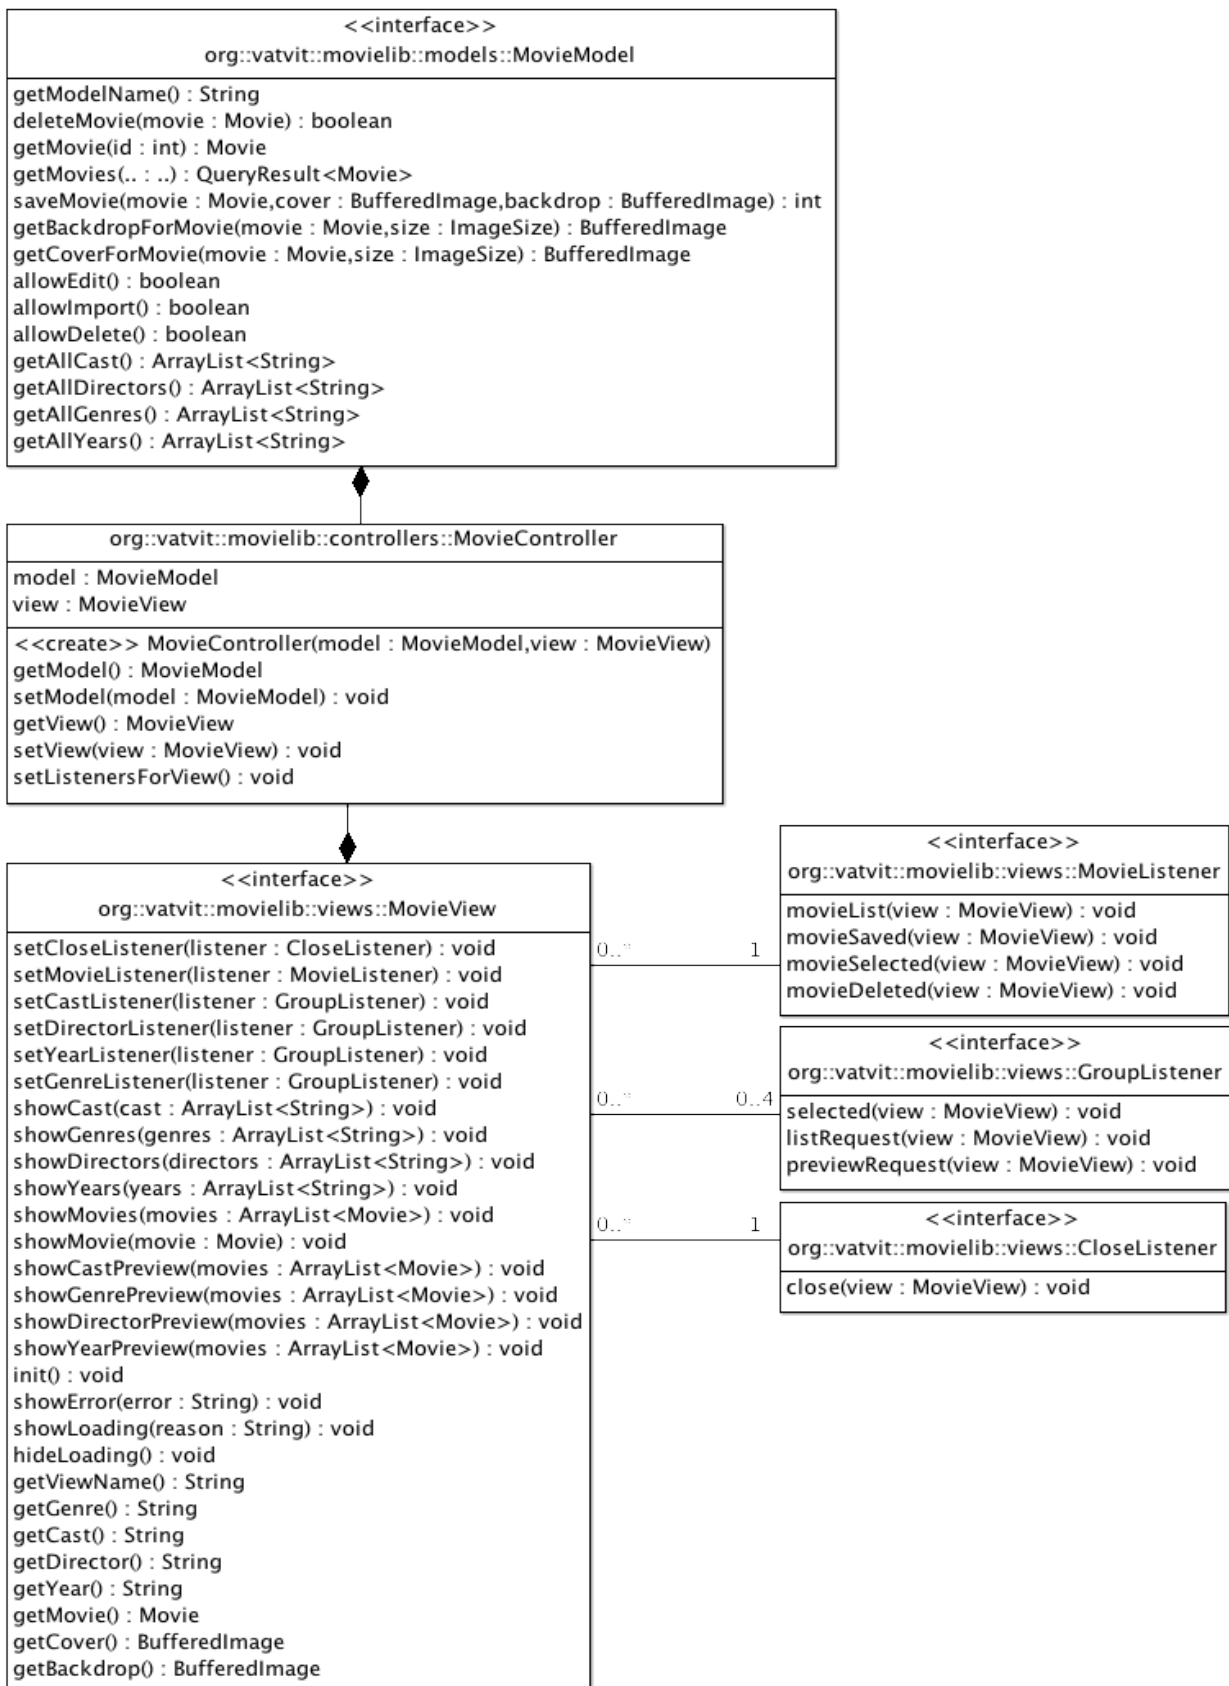 <<interface>>
org::vatvit::movielib::models::MovieModel
getModelName() : String
deleteMovie(movie : Movie) : boolean
getMovie(id : int) : Movie
getMovies(.. : ..) : QueryResult<Movie>
saveMovie(movie : Movie,cover : BufferedImage,backdrop : BufferedImage) : int
getBackdropForMovie(movie : Movie,size : ImageSize) : BufferedImage
getCoverForMovie(movie : Movie,size : ImageSize) : BufferedImage
allowEdit() : boolean
allowImport() : boolean
allowDelete() : boolean
getAllCast() : ArrayList<String>
getAllDirectors() : ArrayList<String>
getAllGenres() : ArrayList<String>
getAllYears() : ArrayList<String>
org::vatvit::movielib::controllers::MovieController
model : MovieModel
view : MovieView
<<create>> MovieController(model : MovieModel,view : MovieView)
getModel() : MovieModel
setModel(model : MovieModel) : void
getView() : MovieView
setView(view : MovieView) : void
setListenersForView() : void
<<interface>>
org::vatvit::movielib::views::MovieView
setCloseListener(listener : CloseListener) : void
setMovieListener(listener : MovieListener) : void
setCastListener(listener : GroupListener) : void
setDirectorListener(listener : GroupListener) : void
setYearListener(listener : GroupListener) : void
setGenreListener(listener : GroupListener) : void
showCast(cast : ArrayList<String>) : void
showGenres(genres : ArrayList<String>) : void
showDirectors(directors : ArrayList<String>) : void
showYears(years : ArrayList<String>) : void
showMovies(movies : ArrayList<Movie>) : void
showMovie(movie : Movie) : void
showCastPreview(movies : ArrayList<Movie>) : void
showGenrePreview(movies : ArrayList<Movie>) : void
showDirectorPreview(movies : ArrayList<Movie>) : void
showYearPreview(movies : ArrayList<Movie>) : void
init() : void
showError(error : String) : void
showLoading(reason : String) : void
hideLoading() : void
getViewName() : String
getGenre() : String
getCast() : String
getDirector() : String
getYear() : String
getMovie() : Movie
getCover() : BufferedImage
getBackdrop() : BufferedImage
0..* 1
<<interface>>
org::vatvit::movielib::views::MovieListener
movieList(view : MovieView) : void
movieSaved(view : MovieView) : void
movieSelected(view : MovieView) : void
movieDeleted(view : MovieView) : void
0..* 0..4
<<interface>>
org::vatvit::movielib::views::GroupListener
selected(view : MovieView) : void
listRequest(view : MovieView) : void
previewRequest(view : MovieView) : void
0..* 1
<<interface>>
org::vatvit::movielib::views::CloseListener
close(view : MovieView) : void